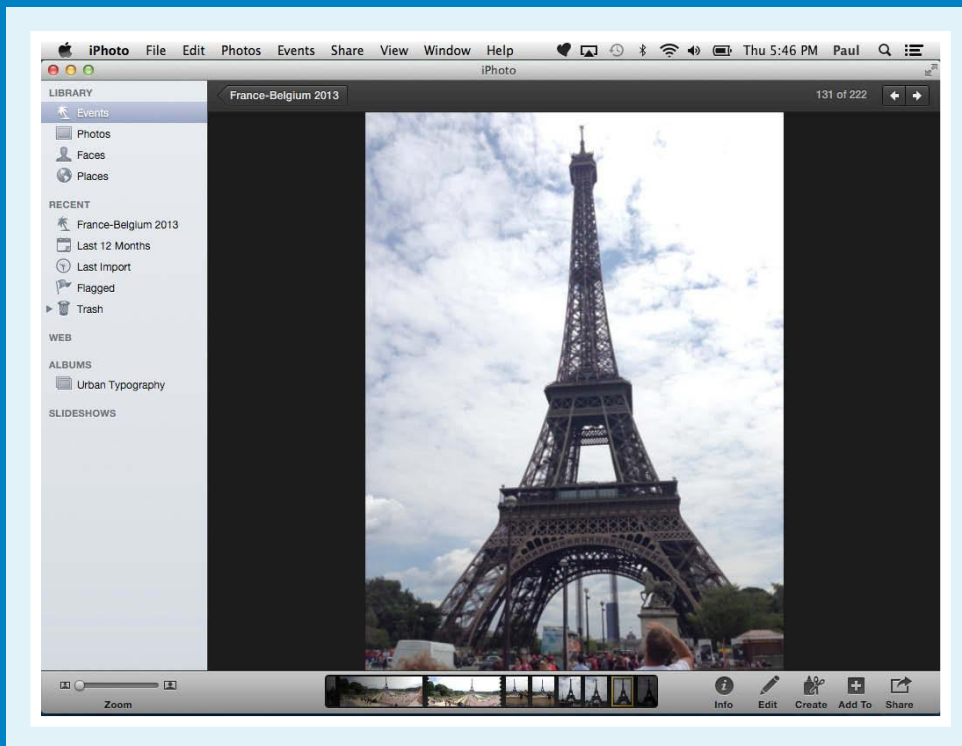 iPhoto File Edit Photos Events Share View Window Help Thu 5:46 PM Paul
iPhoto
LIBRARY
Events
Photos
Faces
Places
RECENT
France-Belgium 2013
Last 12 Months
Last Import
Flagged
Trash
WEB
ALBUMS
Urban Typography
SLIDESHOWS
France-Belgium 2013 131 of 222
Zoom
Info Edit Create Add To Share